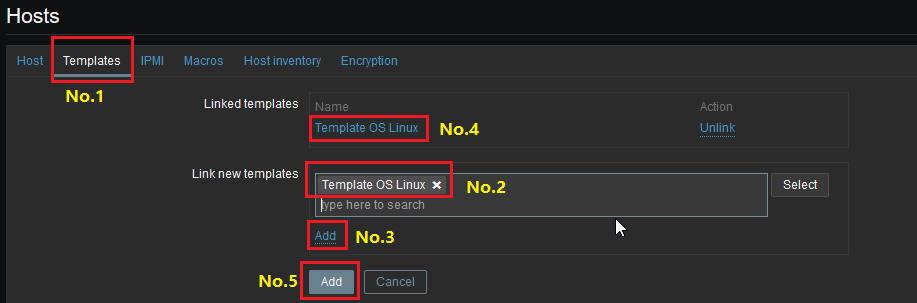 Hosts
Host Templates IPMI Macros Host inventory Encryption
No.1
Linked templates Name Action
Template OS Linux No.4 Unlink
Link new templates Template OS Linux × No.2 Select
type here to search
Add No.3
No.5 Add Cancel